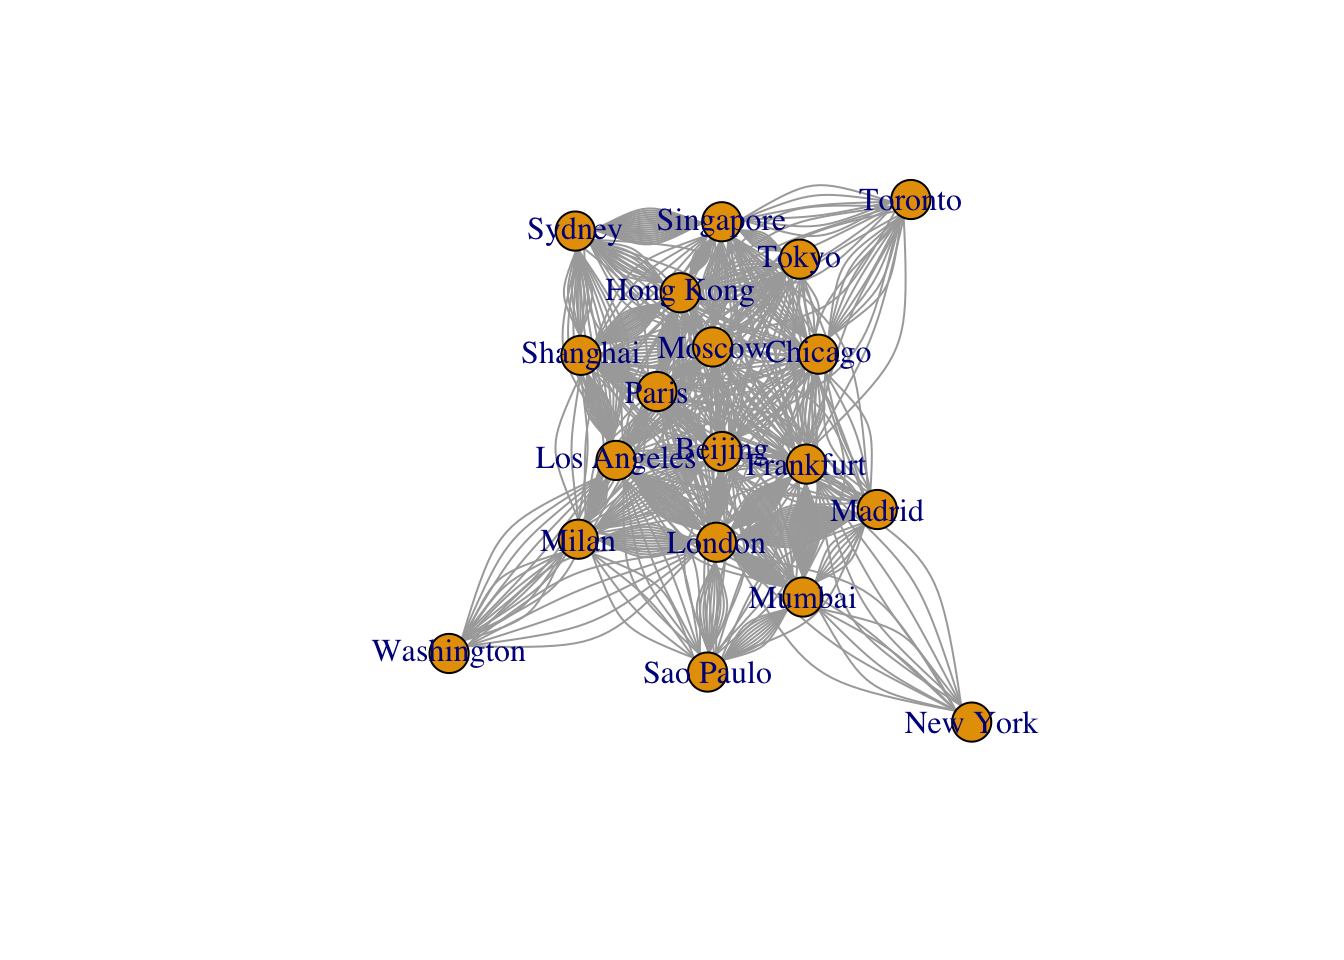 Toronto
Singapore
Sydney
Tokyo
Hong Kong
Moscow
Chicago
Shanghai
Paris
Beijing
Los Angeles
Frankfurt
Madrid
Milan
London
Mumbai
Washington
Sao Paulo
New York